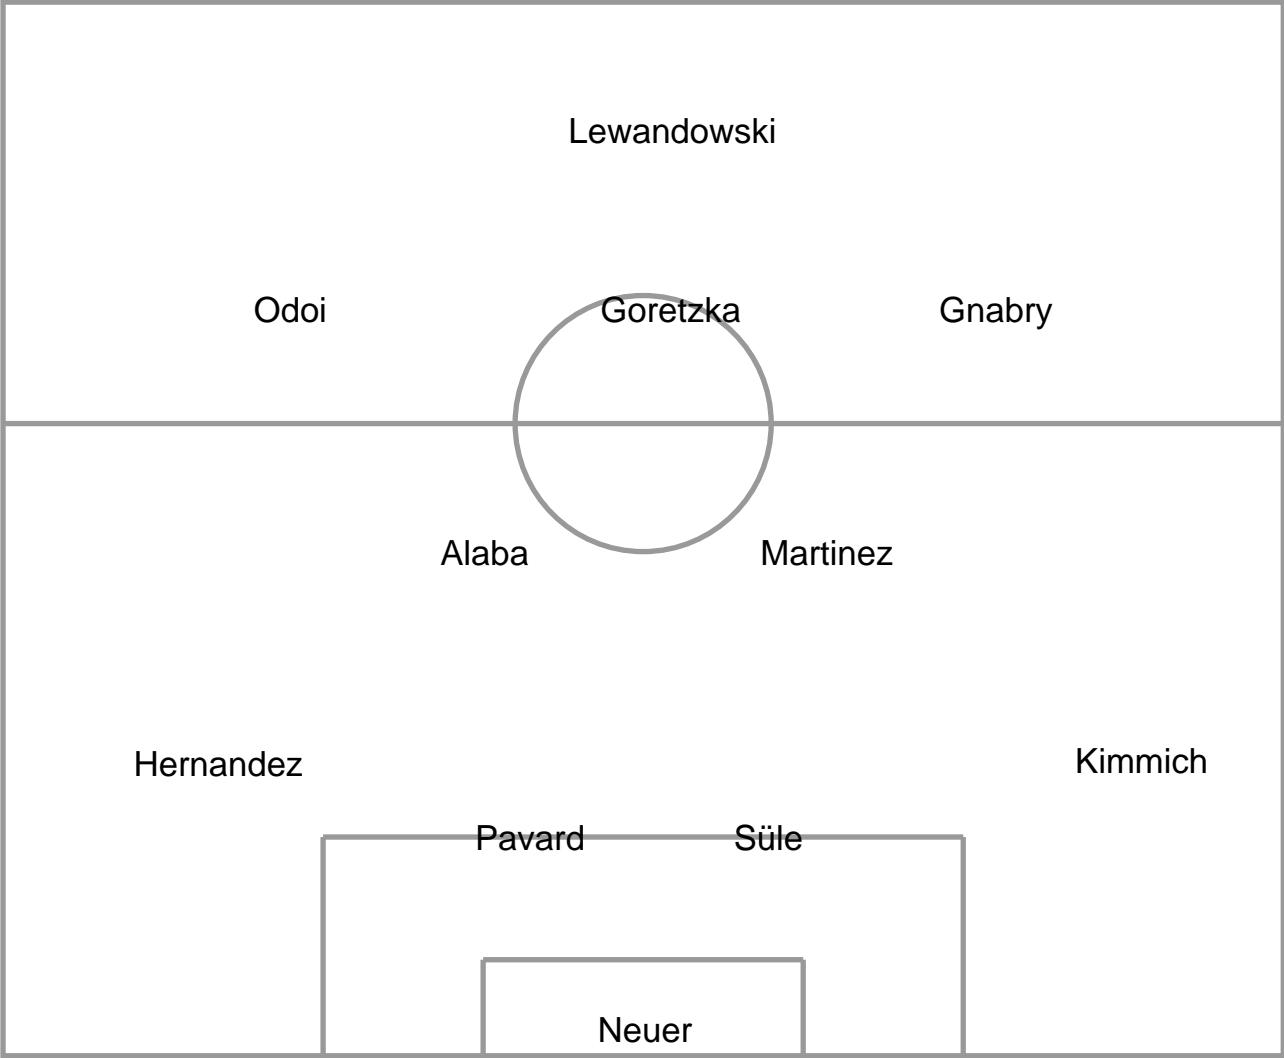 Lewandowski
Odoi Goretzka Gnabry
Alaba Martinez
Hernandez Kimmich
Pavard Süle
Neuer